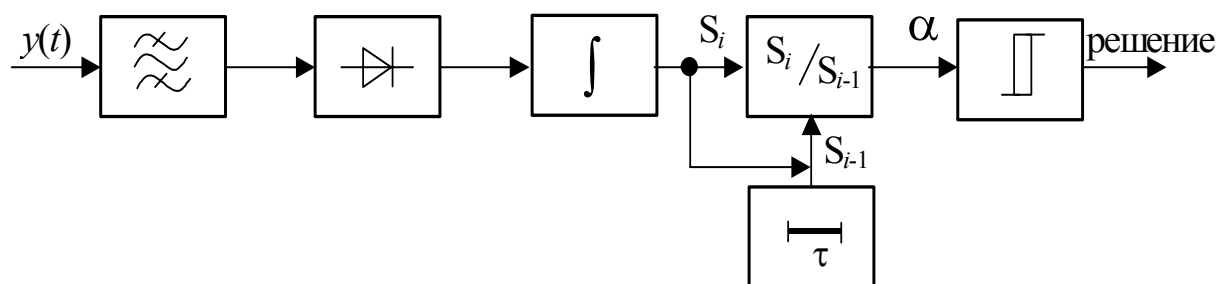 y(t)
∫
S_i
S_i/S_{i-1}
α
решение
S_{i-1}
τ